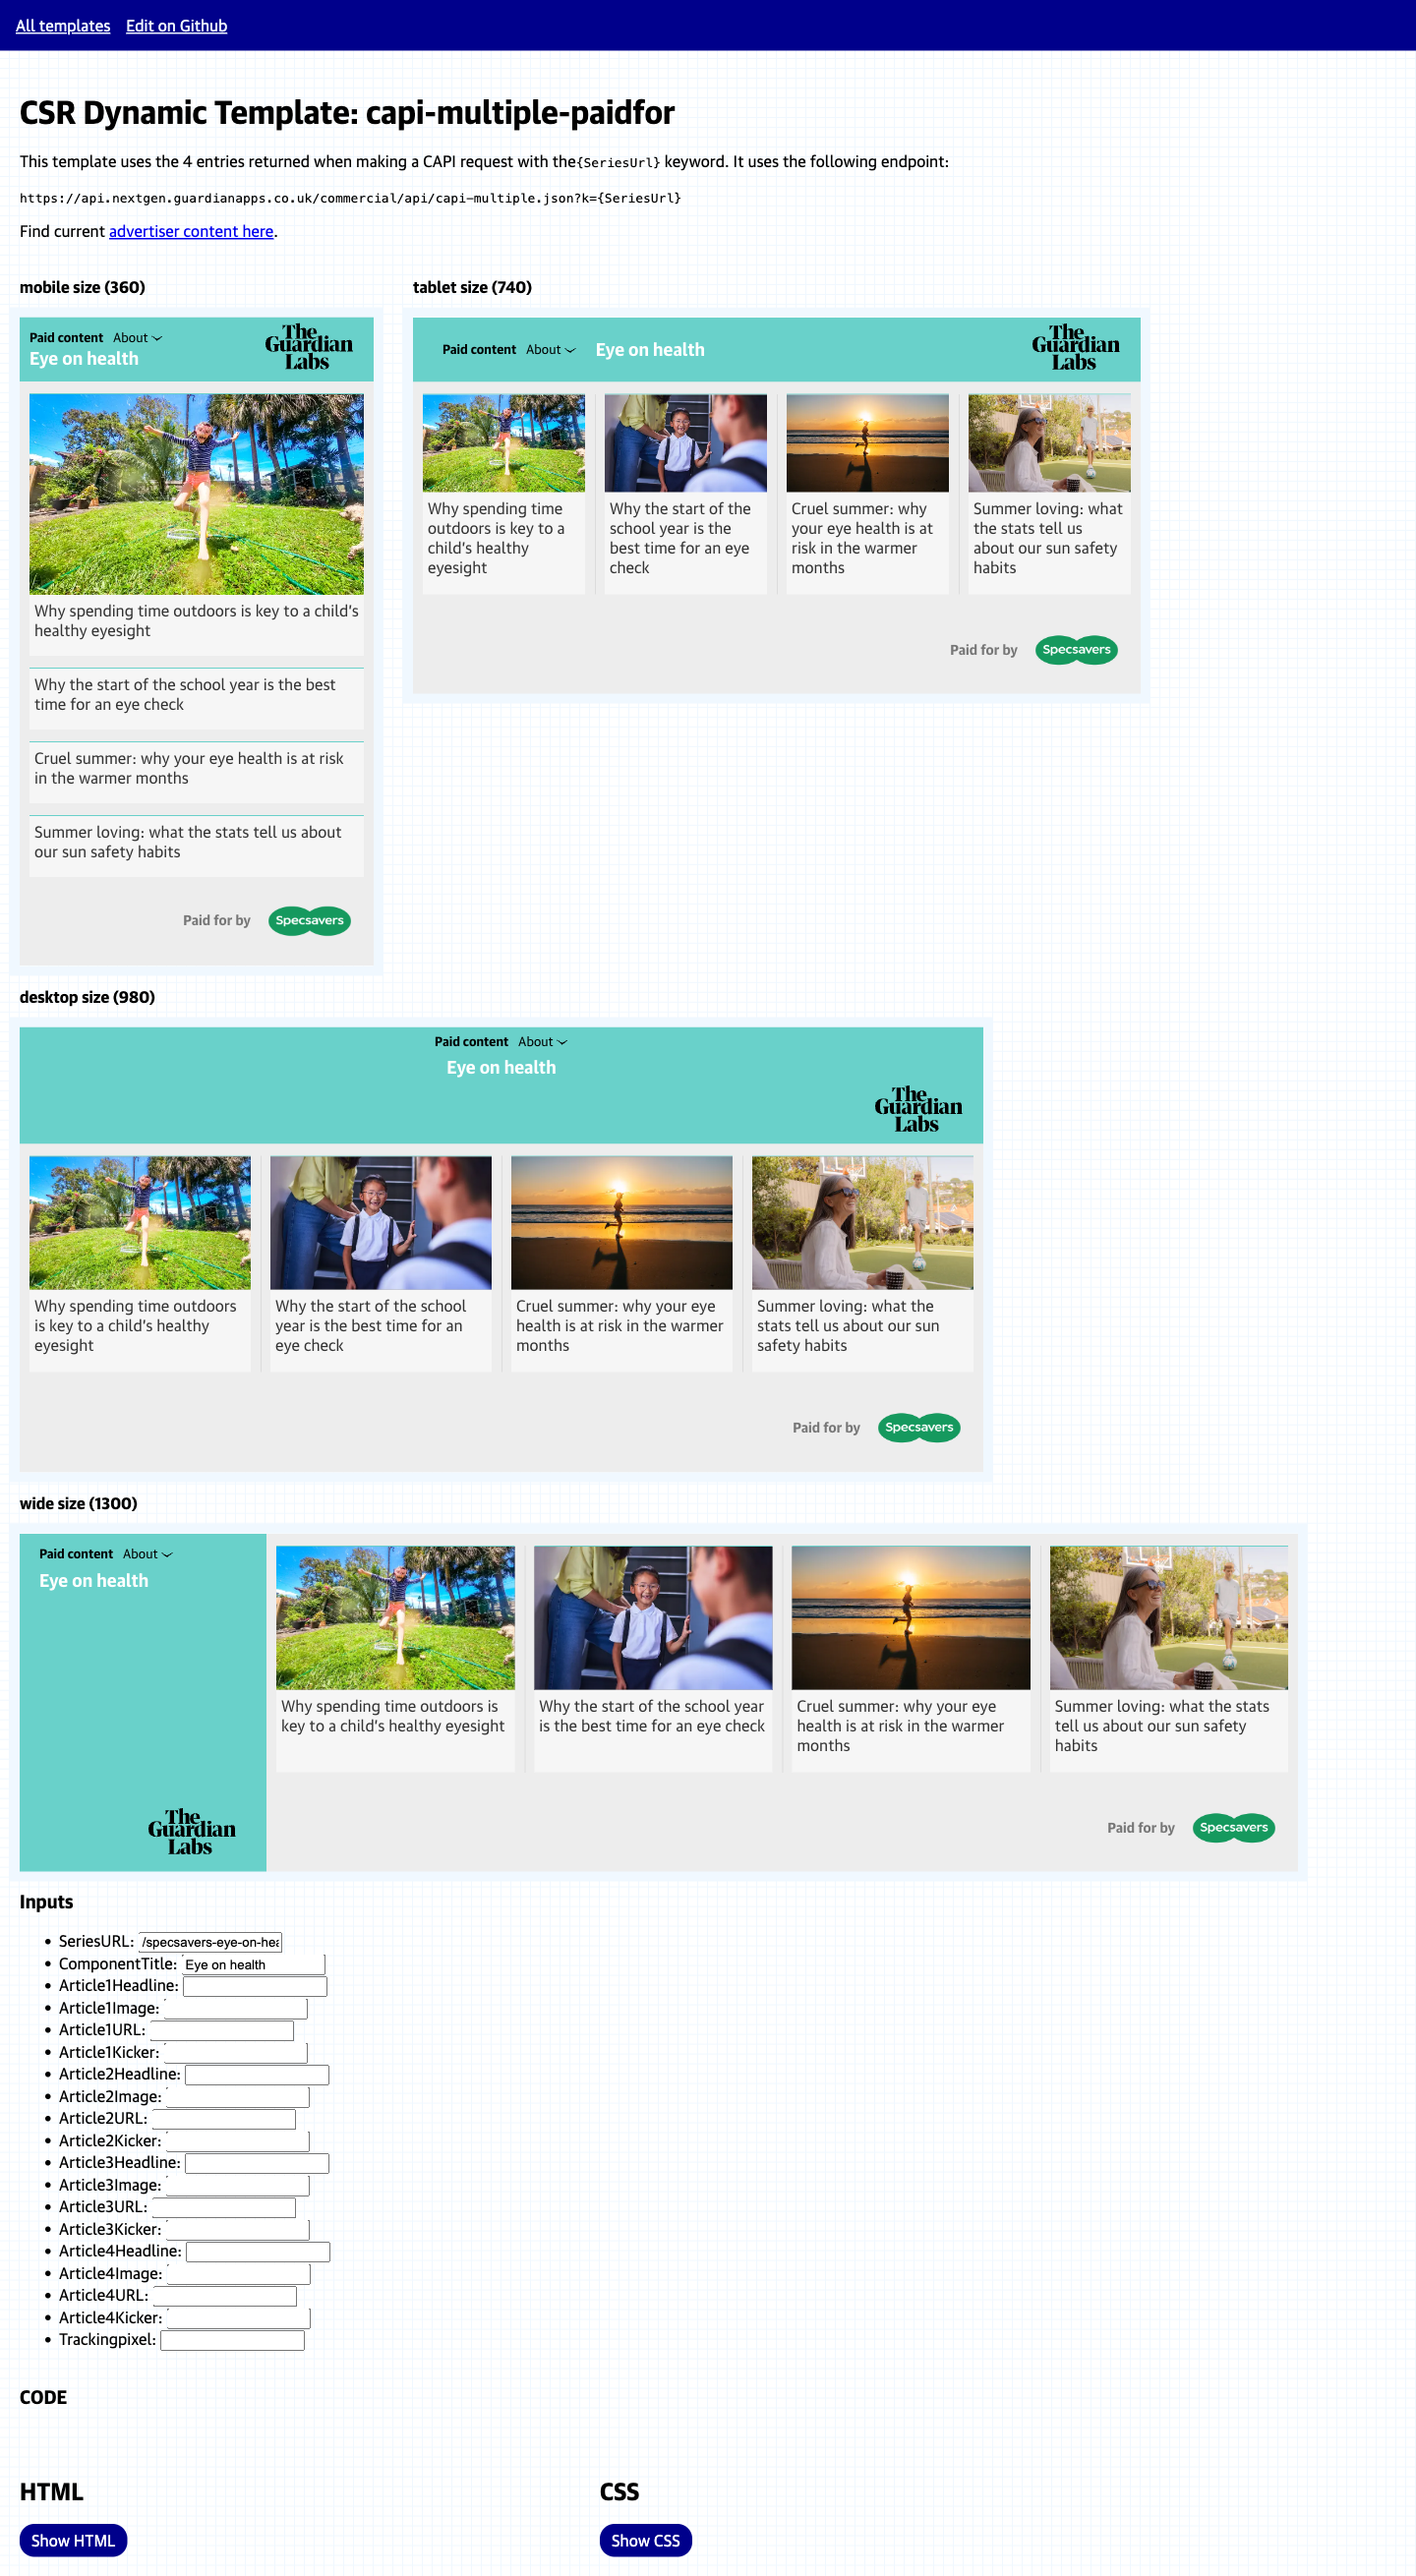 All templates Edit on Github
CSR Dynamic Template: capi-multiple-paidfor
This template uses the 4 entries returned when making a CAPI request with the{SeriesUrl} keyword. It uses the following endpoint:
https://api.nextgen.guardianapps.co.uk/commercial/api/capi-multiple.json?k={SeriesUrl}
Find current advertiser content here.
mobile size (360)
Paid content About
Eye on health
The
Guardian
Labs
Why spending time outdoors is key to a child's
healthy eyesight
Why the start of the school year is the best
time for an eye check
Cruel summer: why your eye health is at risk
in the warmer months
Summer loving: what the stats tell us about
our sun safety habits
Paid for by Specsavers
tablet size (740)
Paid content About Eye on health
The
Guardian
Labs
Why spending time
outdoors is key to a
child's healthy
eyesight
Why the start of the
school year is the
best time for an eye
check
Cruel summer: why
your eye health is at
risk in the warmer
months
Summer loving: what
the stats tell us
about our sun safety
habits
Paid for by Specsavers
desktop size (980)
Paid content About
Eye on health
The
Guardian
Labs
Why spending time outdoors
is key to a child's healthy
eyesight
Why the start of the school
year is the best time for an
eye check
Cruel summer: why your eye
health is at risk in the warmer
months
Summer loving: what the
stats tell us about our sun
safety habits
Paid for by Specsavers
wide size (1300)
Paid content About
Eye on health
The
Guardian
Labs
Why spending time outdoors is
key to a child's healthy eyesight
Why the start of the school year
is the best time for an eye check
Cruel summer: why your eye
health is at risk in the warmer
months
Summer loving: what the stats
tell us about our sun safety
habits
Paid for by Specsavers
Inputs
• SeriesURL: /specsavers-eye-on-hea
• ComponentTitle: Eye on health
• Article1Headline:
• Article1Image:
• Article1URL:
• Article1Kicker:
• Article2Headline:
• Article2Image:
• Article2URL:
• Article2Kicker:
• Article3Headline:
• Article3Image:
• Article3URL:
• Article3Kicker:
• Article4Headline:
• Article4Image:
• Article4URL:
• Article4Kicker:
• Trackingpixel:
CODE
HTML
Show HTML
CSS
Show CSS